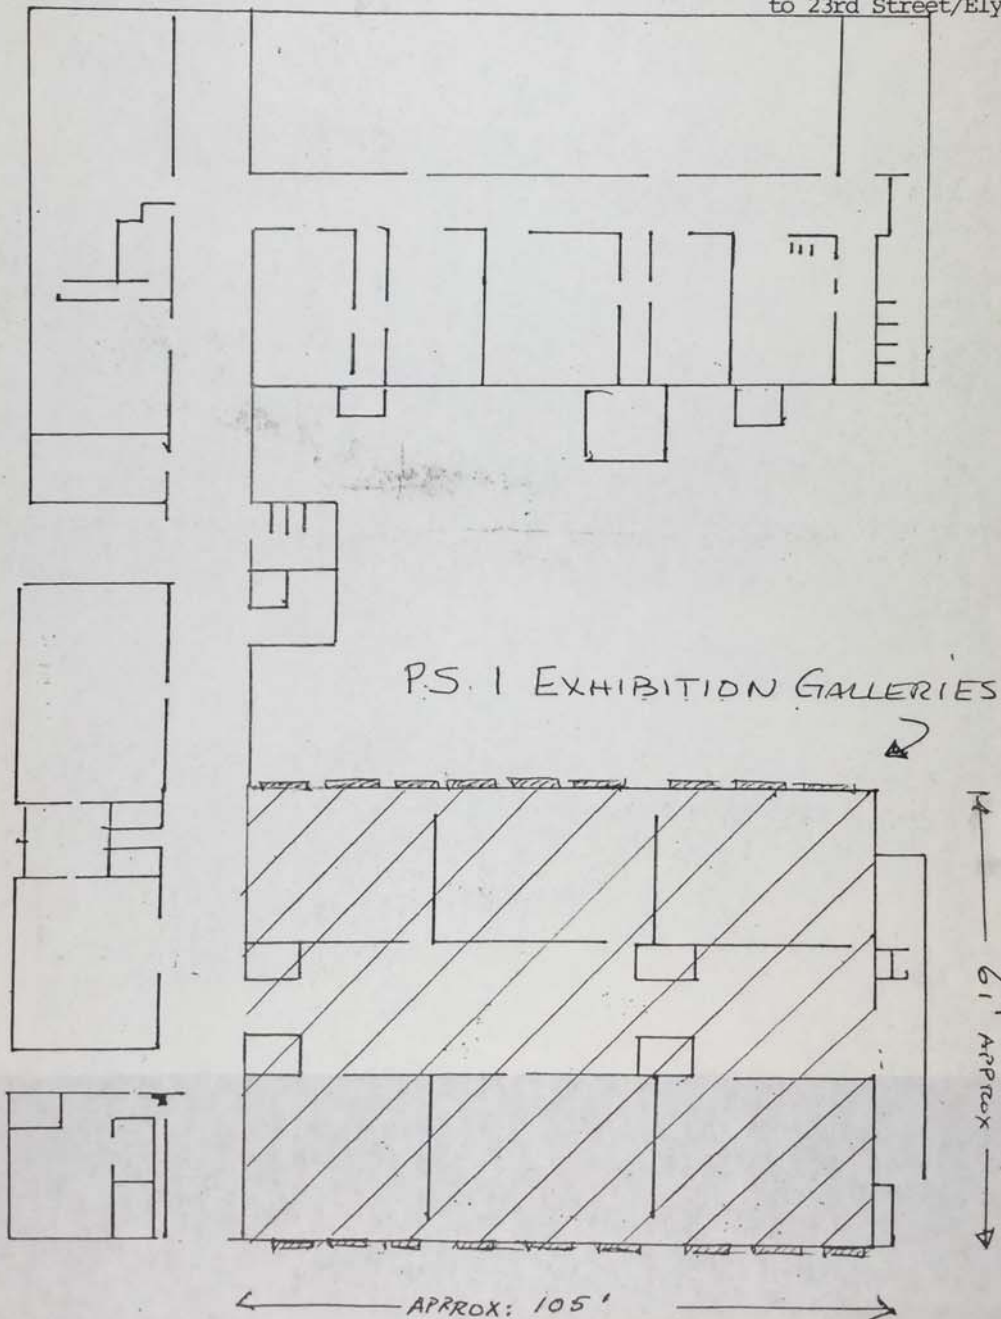 to 23rd Street/Ely
P.S. 1 EXHIBITION GALLERIES
61' APPROX
APPROX: 105'